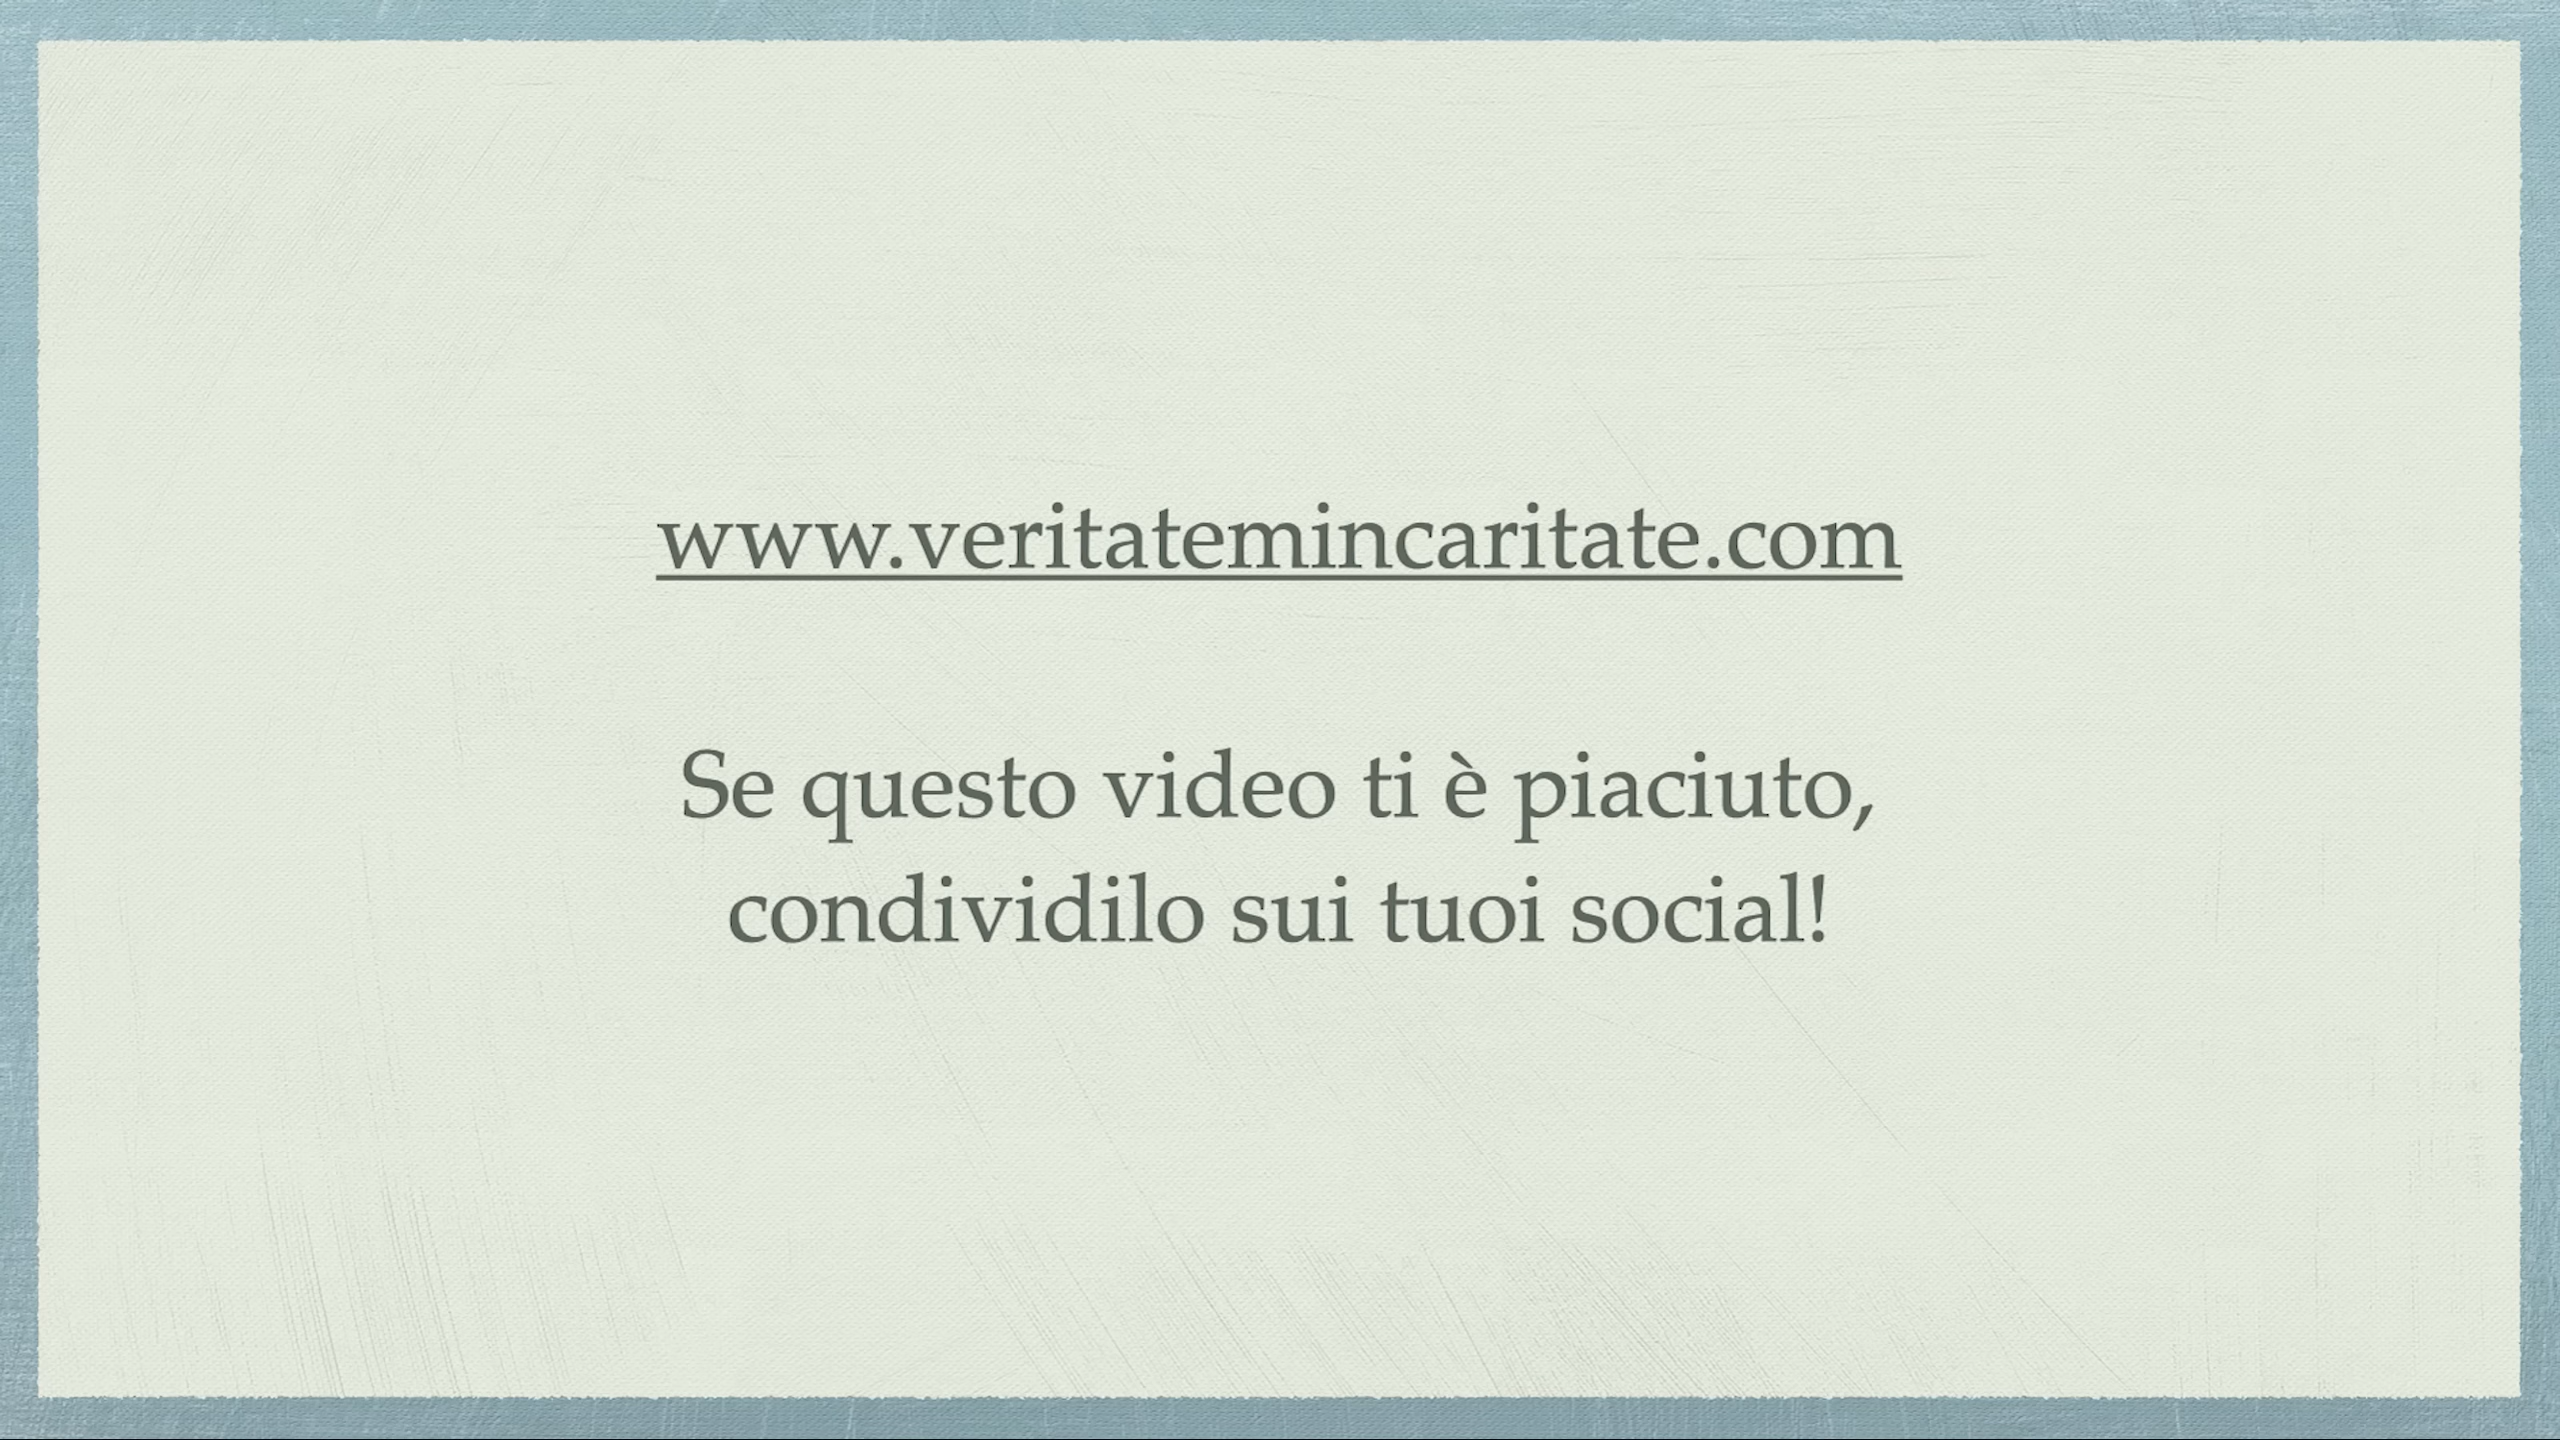 www.veritatemincaritate.com
Se questo video ti è piaciuto,
condividilo sui tuoi social!